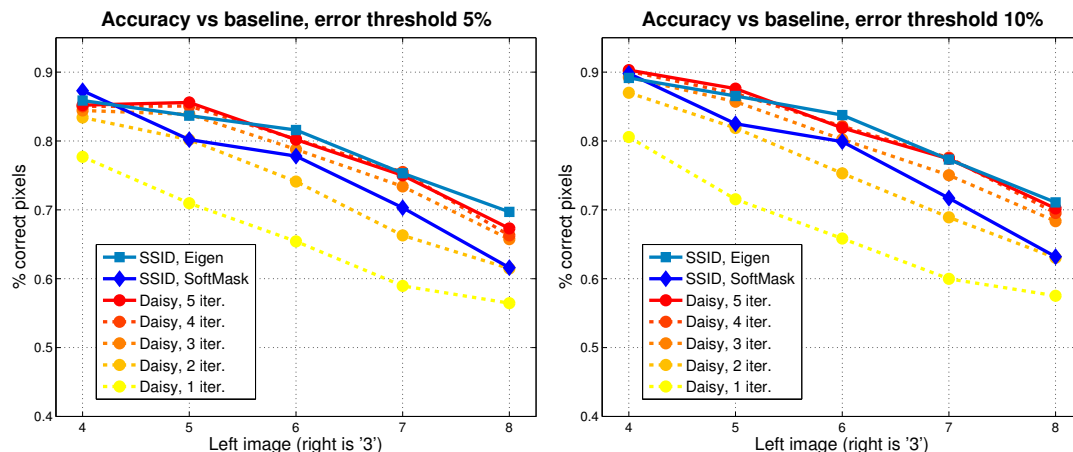 Accuracy vs baseline, error threshold 5%
% correct pixels
0.9
0.8
0.7
0.6
0.5
0.4
SSID, Eigen
SSID, SoftMask
Daisy, 5 iter.
Daisy, 4 iter.
Daisy, 3 iter.
Daisy, 2 iter.
Daisy, 1 iter.
4 5 6 7 8
Left image (right is '3')
Accuracy vs baseline, error threshold 10%
% correct pixels
0.9
0.8
0.7
0.6
0.5
0.4
SSID, Eigen
SSID, SoftMask
Daisy, 5 iter.
Daisy, 4 iter.
Daisy, 3 iter.
Daisy, 2 iter.
Daisy, 1 iter.
4 5 6 7 8
Left image (right is '3')